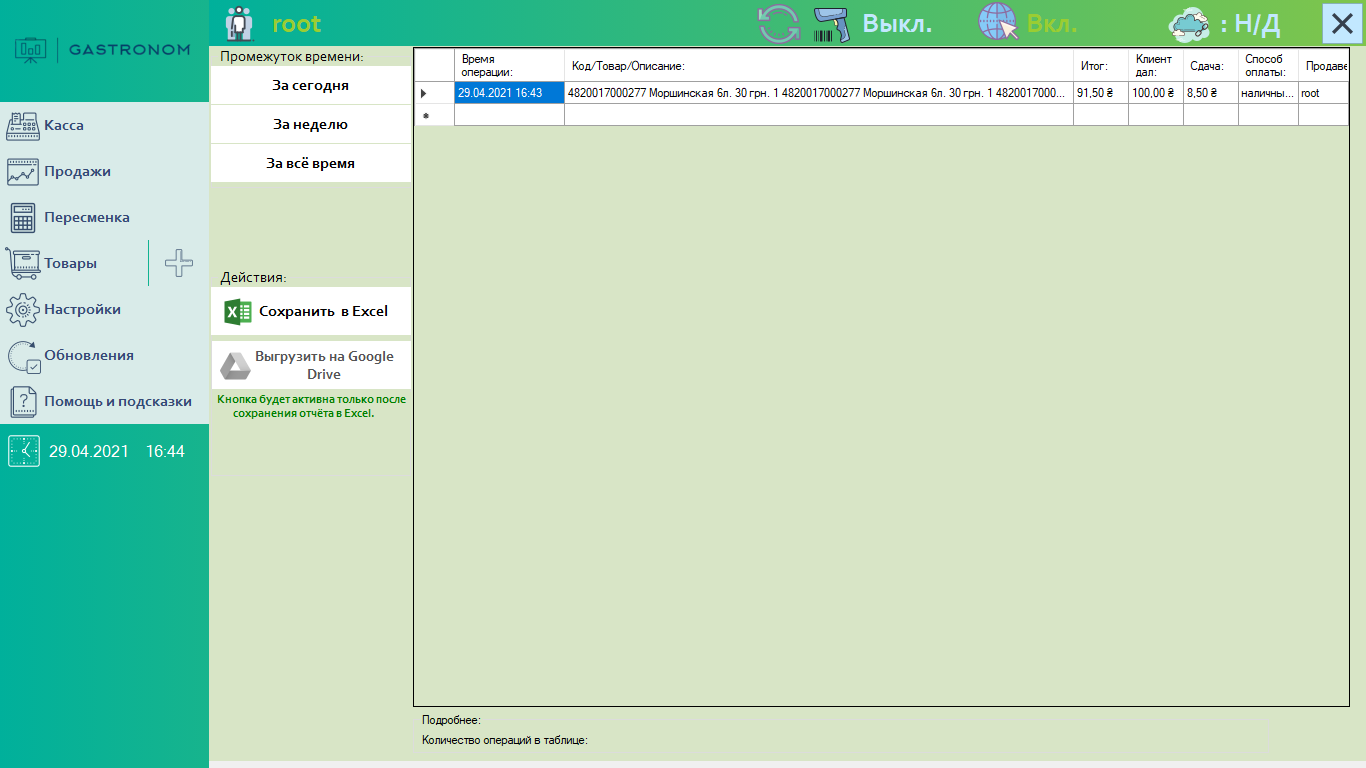 GASTRONOM
root
Выкл.
Вкл.
: Н/Д
Касса
Продажи
Пересменка
Товары
Настройки
Обновления
Помощь и подсказки
29.04.2021 16:44
Промежуток времени:
За сегодня
За неделю
За всё время
Действия:
Сохранить в Excel
Выгрузить на Google
Drive
Кнопка будет активна только после
сохранения отчёта в Excel.
Время
операции:
Код/Товар/Описание:
Итог:
Клиент
дал:
Сдача:
Способ
оплаты:
Продаве
29.04.2021 16:43 4820017000277 Моршинская 6л. 30 грн. 1 4820017000277 Моршинская 6л. 30 грн. 1 482001700... 91,50 ₴ 100,00 ₴ 8,50 ₴ наличны... root
Подробнее:
Количество операций в таблице: